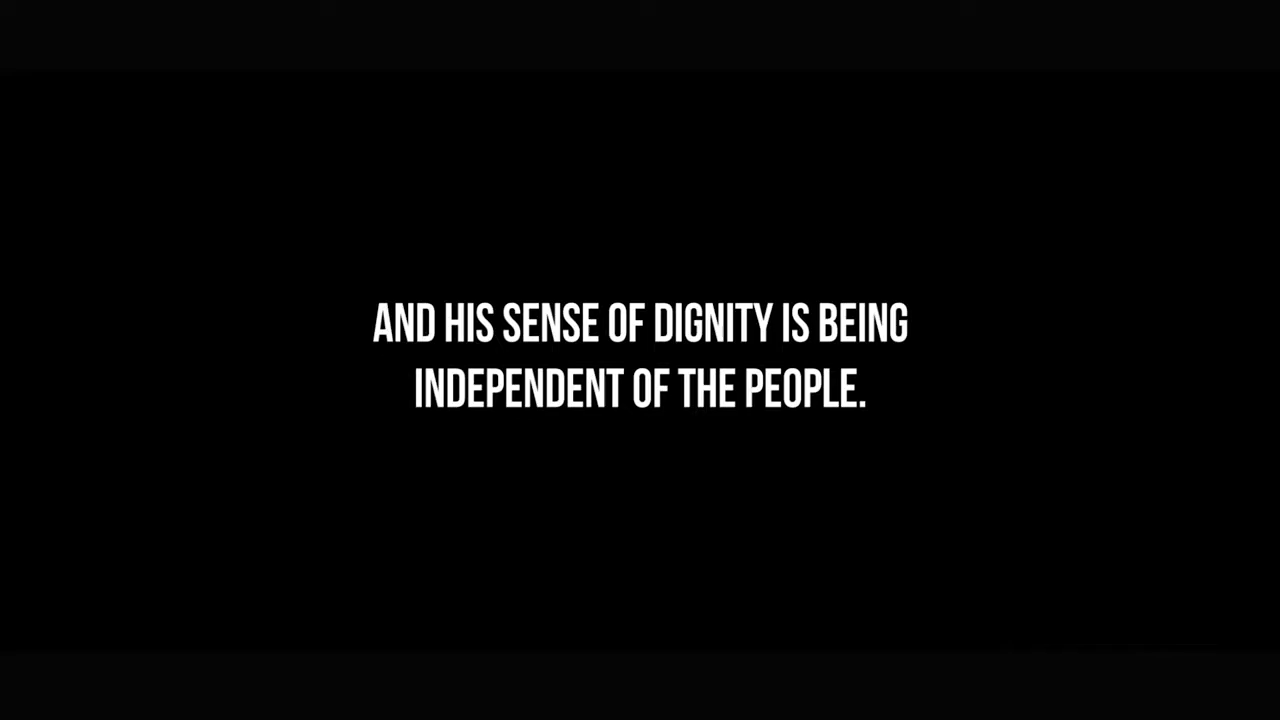 AND HIS SENSE OF DIGNITY IS BEING
INDEPENDENT OF THE PEOPLE.